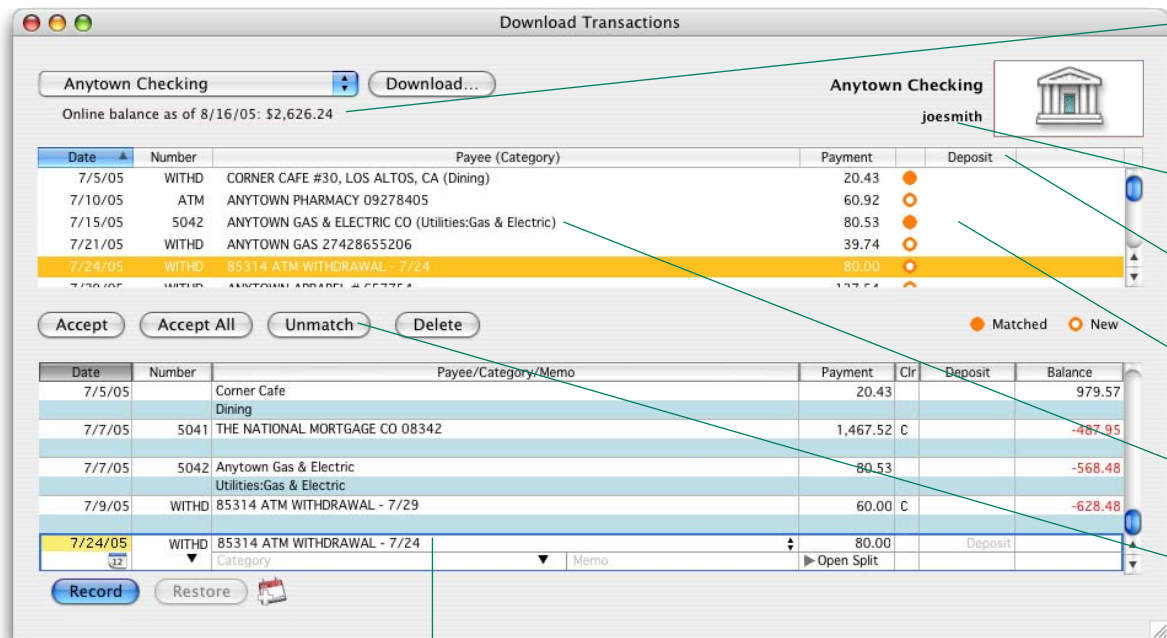 Download Transactions
Anytown Checking Download... Anytown Checking
Online balance as of 8/16/05: $2,626.24 joesmith
Date Number Payee (Category) Payment Deposit
7/5/05 WITHD CORNER CAFE #30, LOS ALTOS, CA (Dining) 20.43
7/10/05 ATM ANYTOWN PHARMACY 09278405 60.92
7/15/05 5042 ANYTOWN GAS & ELECTRIC CO (Utilities:Gas & Electric) 80.53
7/21/05 WITHD ANYTOWN GAS 27428655206 39.74
7/24/05 WITHD 85314 ATM WITHDRAWAL - 7/24 80.00
Accept Accept All Unmatch Delete Matched New
Date Number Payee/Category/Memo Payment Clr Deposit Balance
7/5/05 Corner Cafe 20.43 979.57
Dining
7/7/05 5041 THE NATIONAL MORTGAGE CO 08342 1,467.52 C -487.95
7/7/05 5042 Anytown Gas & Electric 80.53 -568.48
Utilities:Gas & Electric
7/9/05 WITHD 85314 ATM WITHDRAWAL - 7/29 60.00 C -628.48
7/24/05 WITHD 85314 ATM WITHDRAWAL - 7/24 80.00 Deposit
12 Category Memo Open Split
Record Restore